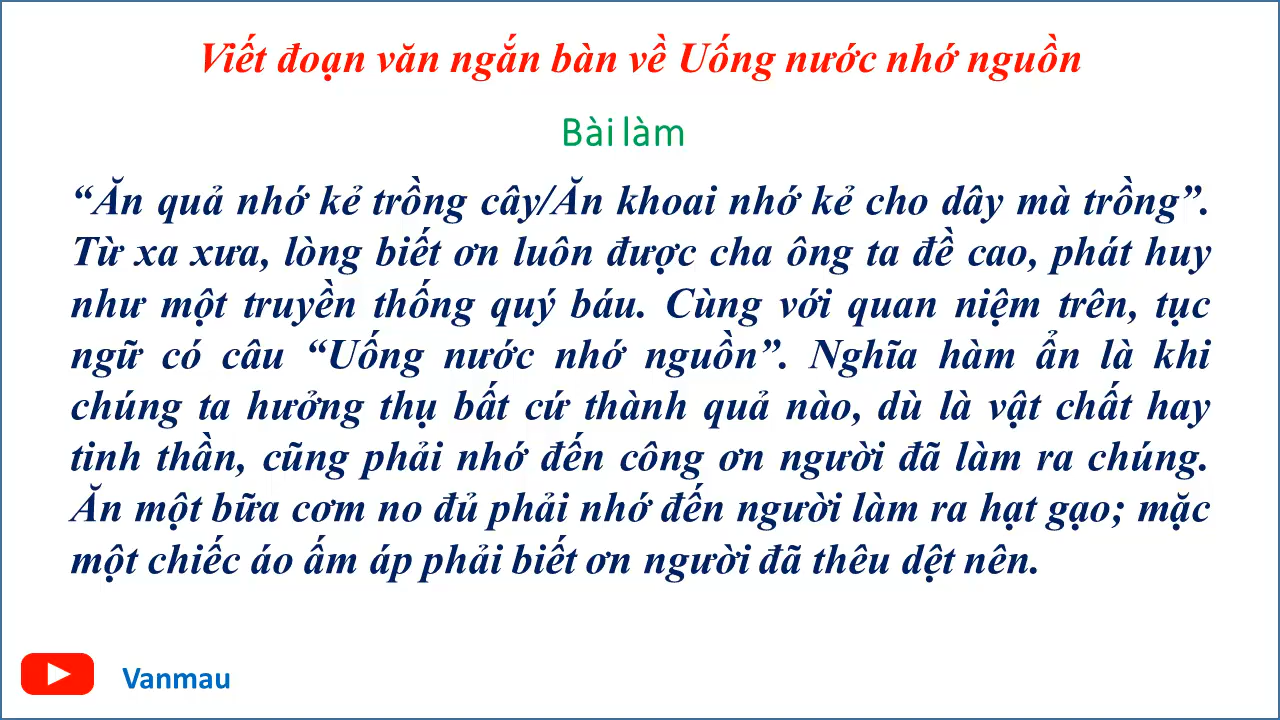 Viết đoạn văn ngắn bàn về Uống nước nhớ nguồn
Bài làm
“Ăn quả nhớ kẻ trồng cây/Ăn khoai nhớ kẻ cho dây mà trồng”.
Từ xa xưa, lòng biết ơn luôn được cha ông ta đề cao, phát huy
như một truyền thống quý báu. Cùng với quan niệm trên, tục
ngữ có câu “Uống nước nhớ nguồn”. Nghĩa hàm ẩn là khi
chúng ta hưởng thụ bất cứ thành quả nào, dù là vật chất hay
tinh thần, cũng phải nhớ đến công ơn người đã làm ra chúng.
Ăn một bữa cơm no đủ phải nhớ đến người làm ra hạt gạo; mặc
một chiếc áo ấm áp phải biết ơn người đã thêu dệt nên.
Vanmau